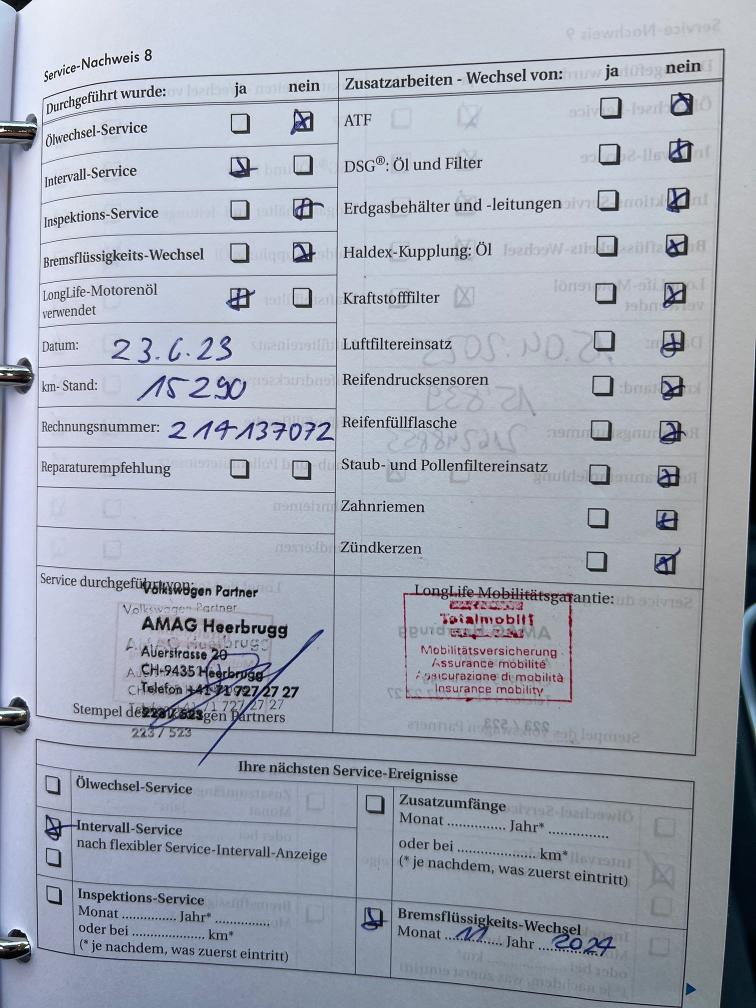 Service-Nachweis 8
Durchgeführt wurde: ja nein
Ölwechsel-Service
Intervall-Service
Inspektions-Service
Bremsflüssigkeits-Wechsel
LongLife-Motorenöl
verwendet
Datum: 23.6.23
km-Stand: 15290
Rechnungsnummer: 214137072
Reparaturempfehlung
Zusatzarbeiten - Wechsel von: ja nein
ATF
DSG®: Öl und Filter
Erdgasbehälter und -leitungen
Haldex-Kupplung: Öl
Kraftstofffilter
Luftfiltereinsatz
Reifendrucksensoren
Reifenfüllflasche
Staub- und Pollenfiltereinsatz
Zahnriemen
Zündkerzen
Service durchgeführt von:
Volkswagen Partner
AMAG Heerbrugg
Auerstrasse 20
CH-9435 Heerbrugg
Telefon +41 71 727 27 27
223 / 523
Stempel des Volkswagen Partners
LongLife Mobilitätsgarantie:
Totalmobil!
Mobilitätsversicherung
Assurance mobilité
Assicurazione di mobilità
Insurance mobility
Ihre nächsten Service-Ereignisse
Ölwechsel-Service
Intervall-Service
nach flexibler Service-Intervall-Anzeige
Inspektions-Service
Monat .............. Jahr* ..............
oder bei .................... km*
(* je nachdem, was zuerst eintritt)
Zusatzumfänge
Monat .............. Jahr* ..............
oder bei .................... km*
(* je nachdem, was zuerst eintritt)
Bremsflüssigkeits-Wechsel
Monat 11 Jahr 2024